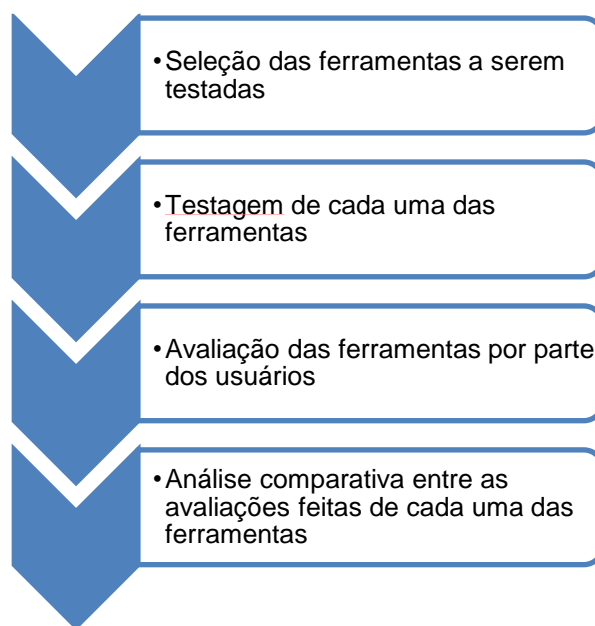 •Seleção das ferramentas a serem
testadas
•Testagem de cada uma das
ferramentas
•Avaliação das ferramentas por parte
dos usuários
•Análise comparativa entre as
avaliações feitas de cada uma das
ferramentas